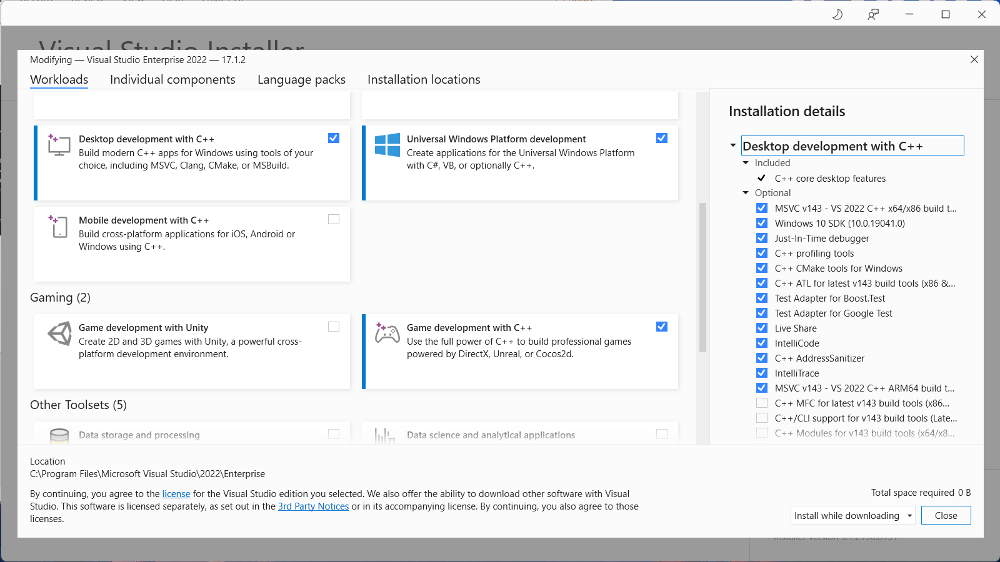 Visual Studio Installer
Modifying — Visual Studio Enterprise 2022 — 17.1.2
Workloads
Individual components
Language packs
Installation locations
Desktop development with C++
Build modern C++ apps for Windows using tools of your
choice, including MSVC, Clang, CMake, or MSBuild.
Universal Windows Platform development
Create applications for the Universal Windows Platform
with C#, VB, or optionally C++.
Mobile development with C++
Build cross-platform applications for iOS, Android or
Windows using C++.
Gaming (2)
Game development with Unity
Create 2D and 3D games with Unity, a powerful cross-
platform development environment.
Game development with C++
Use the full power of C++ to build professional games
powered by DirectX, Unreal, or Cocos2d.
Other Toolsets (5)
Data storage and processing
Data science and analytical applications
Installation details
Desktop development with C++
Included
C++ core desktop features
Optional
MSVC v143 - VS 2022 C++ x64/x86 build t...
Windows 10 SDK (10.0.19041.0)
Just-In-Time debugger
C++ profiling tools
C++ CMake tools for Windows
C++ ATL for latest v143 build tools (x86 &...
Test Adapter for Boost.Test
Test Adapter for Google Test
Live Share
IntelliCode
C++ AddressSanitizer
IntelliTrace
MSVC v143 - VS 2022 C++ ARM64 build t...
C++ MFC for latest v143 build tools (x86...
C++/CLI support for v143 build tools (Late...
C++ Modules for v143 build tools (x64/x8...
Location
C:\Program Files\Microsoft Visual Studio\2022\Enterprise
By continuing, you agree to the license for the Visual Studio edition you selected. We also offer the ability to download other software with Visual
Studio. This software is licensed separately, as set out in the 3rd Party Notices or in its accompanying license. By continuing, you also agree to those
licenses.
Total space required 0 B
Install while downloading
Close